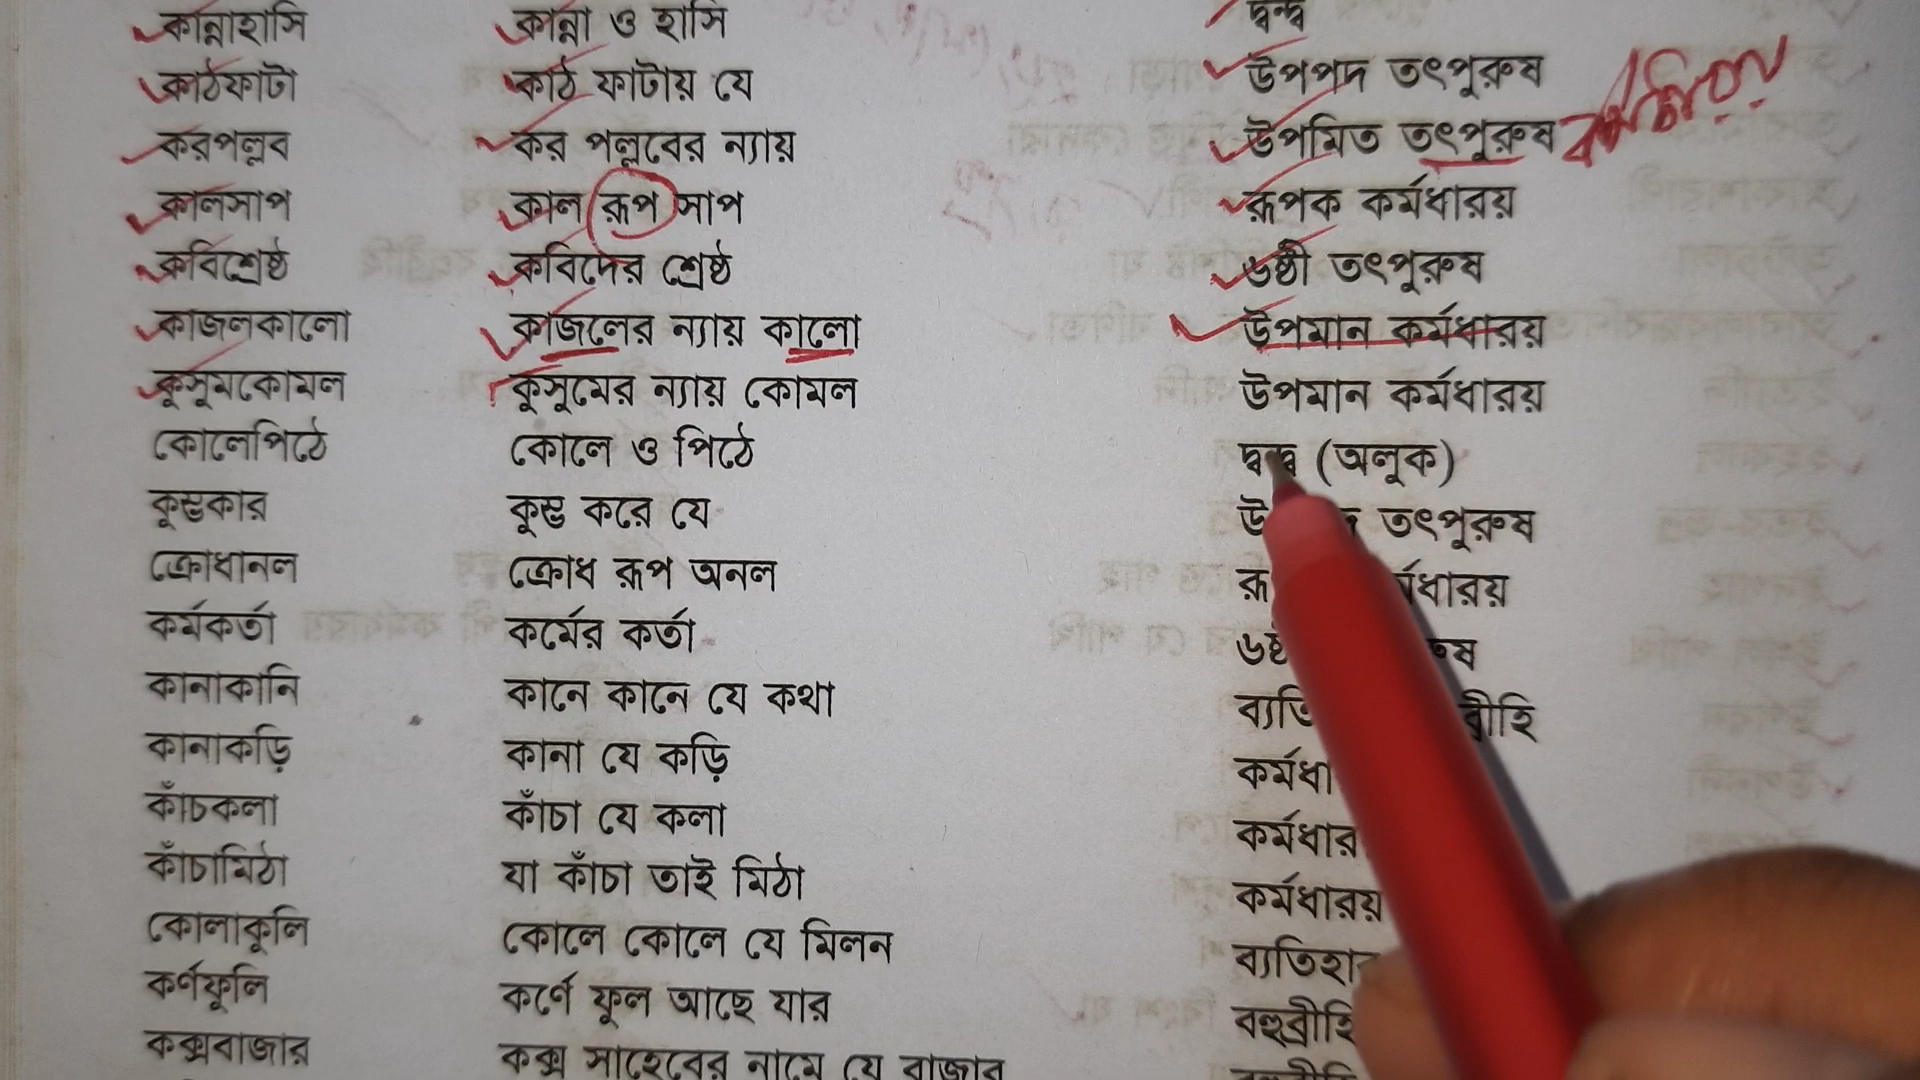 কান্নাহাসি কান্না ও হাসি দ্বন্দ্ব
কাঠফাটা কাঠ ফাটায় যে উপপদ তৎপুরুষ
করপল্লব কর পল্লবের ন্যায় উপমিত তৎপুরুষ কর্মধারয়
কালসাপ কাল রূপ সাপ রূপক কর্মধারয়
কবিশ্রেষ্ঠ কবিদের শ্রেষ্ঠ ৬ষ্ঠী তৎপুরুষ
কাজলকালো কাজলের ন্যায় কালো উপমান কর্মধারয়
কুসুমকোমল কুসুমের ন্যায় কোমল উপমান কর্মধারয়
কোলেপিঠে কোলে ও পিঠে দ্বন্দ্ব (অলুক)
কুম্ভকার কুম্ভ করে যে তৎপুরুষ
ক্রোধানল ক্রোধ রূপ অনল
কর্মকর্তা কর্মের কর্তা
কানাকানি কানে কানে যে কথা
কানাকড়ি কানা যে কড়ি কর্মধা
কাঁচকলা কাঁচা যে কলা কর্মধার
কাঁচামিঠা যা কাঁচা তাই মিঠা কর্মধারয়
কোলাকুলি কোলে কোলে যে মিলন ব্যতিহা
কর্ণফুলি কর্ণে ফুল আছে যার বহুব্রীহি
কক্সবাজার কক্স সাহেবের নামে যে বাজার